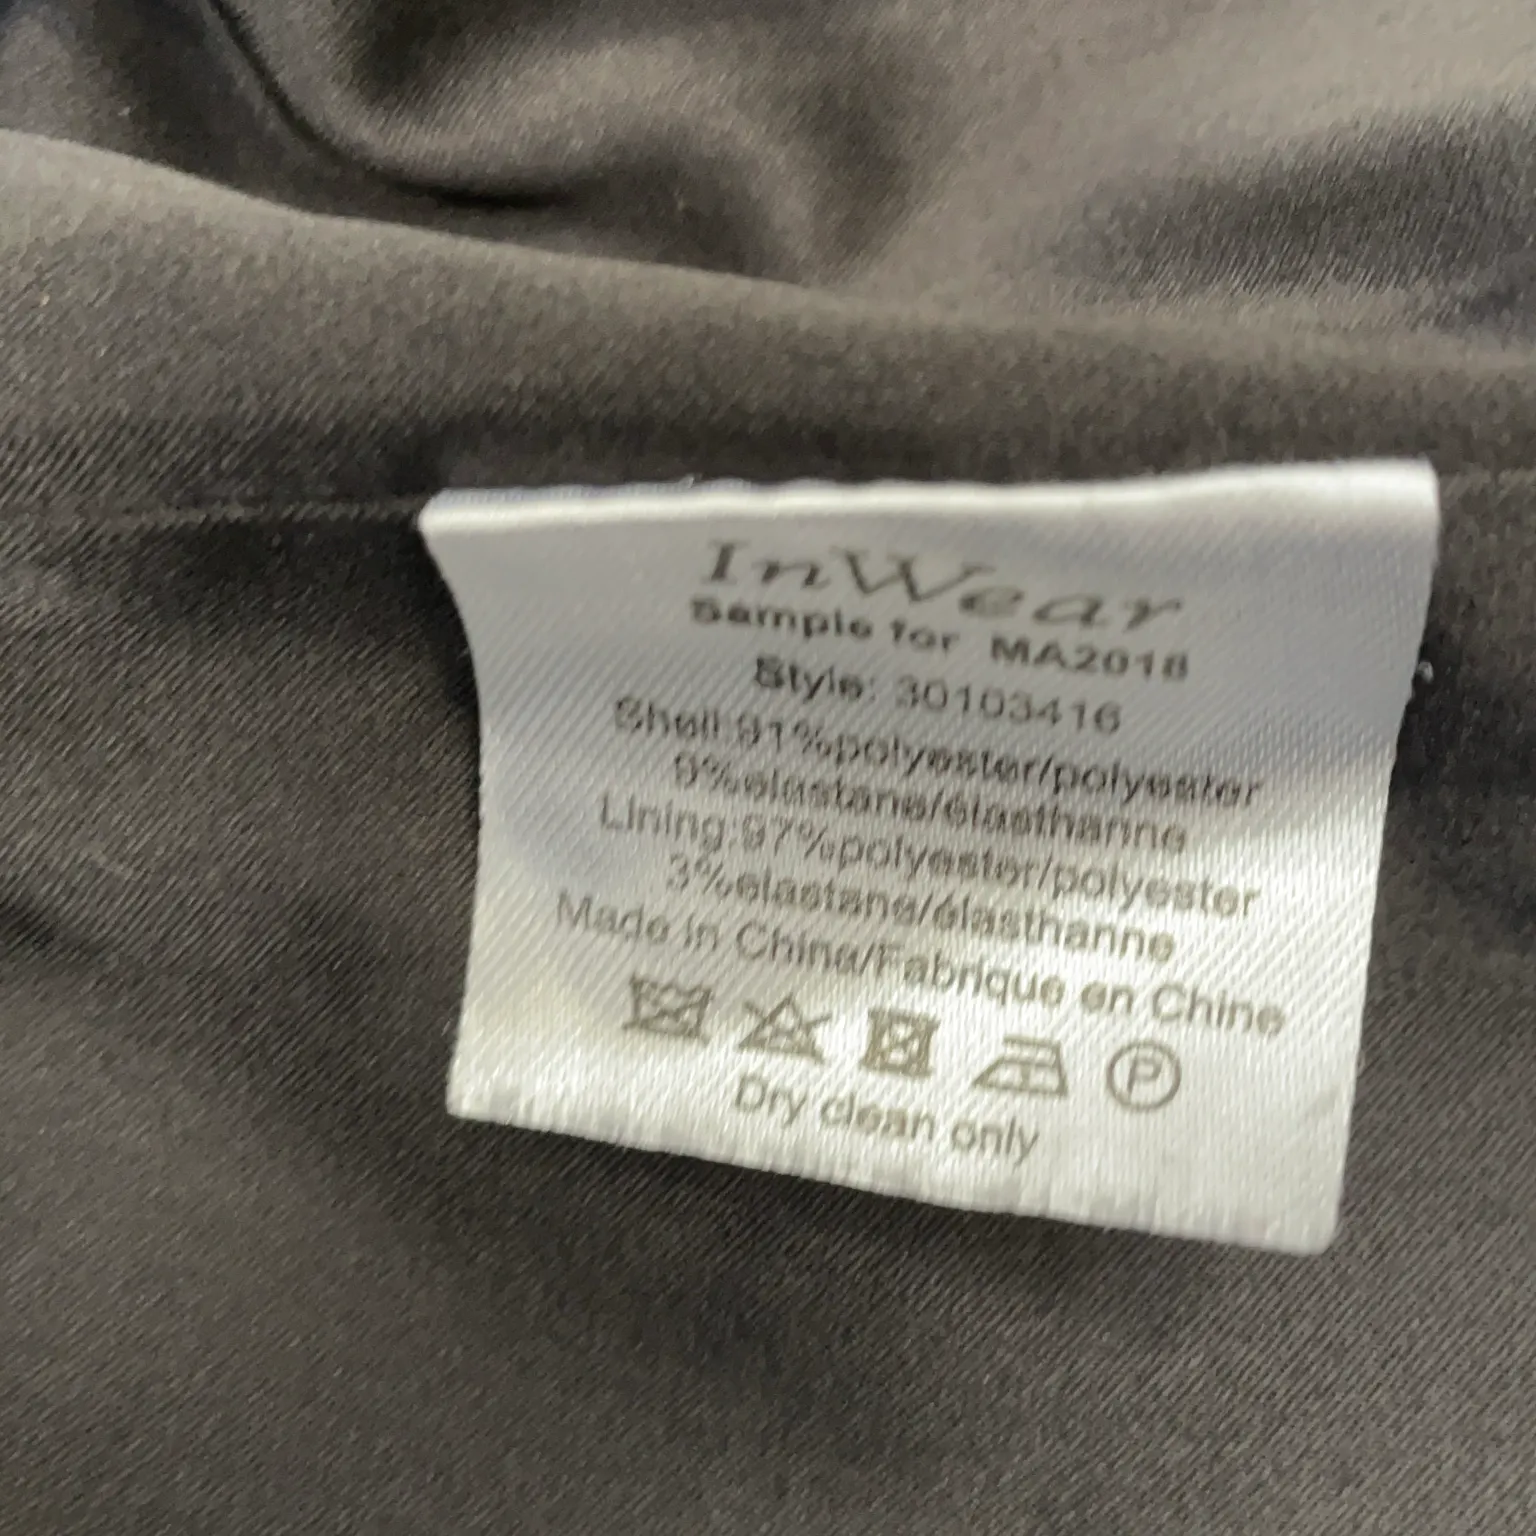 InWear
Sample for MA2018
Style: 30103416
Shell:91%polyester/polyester
9%elastane/élasthanne
Lining:97%polyester/polyester
3%elastane/élasthanne
Made in China/Fabrique en Chine
P
Dry clean only